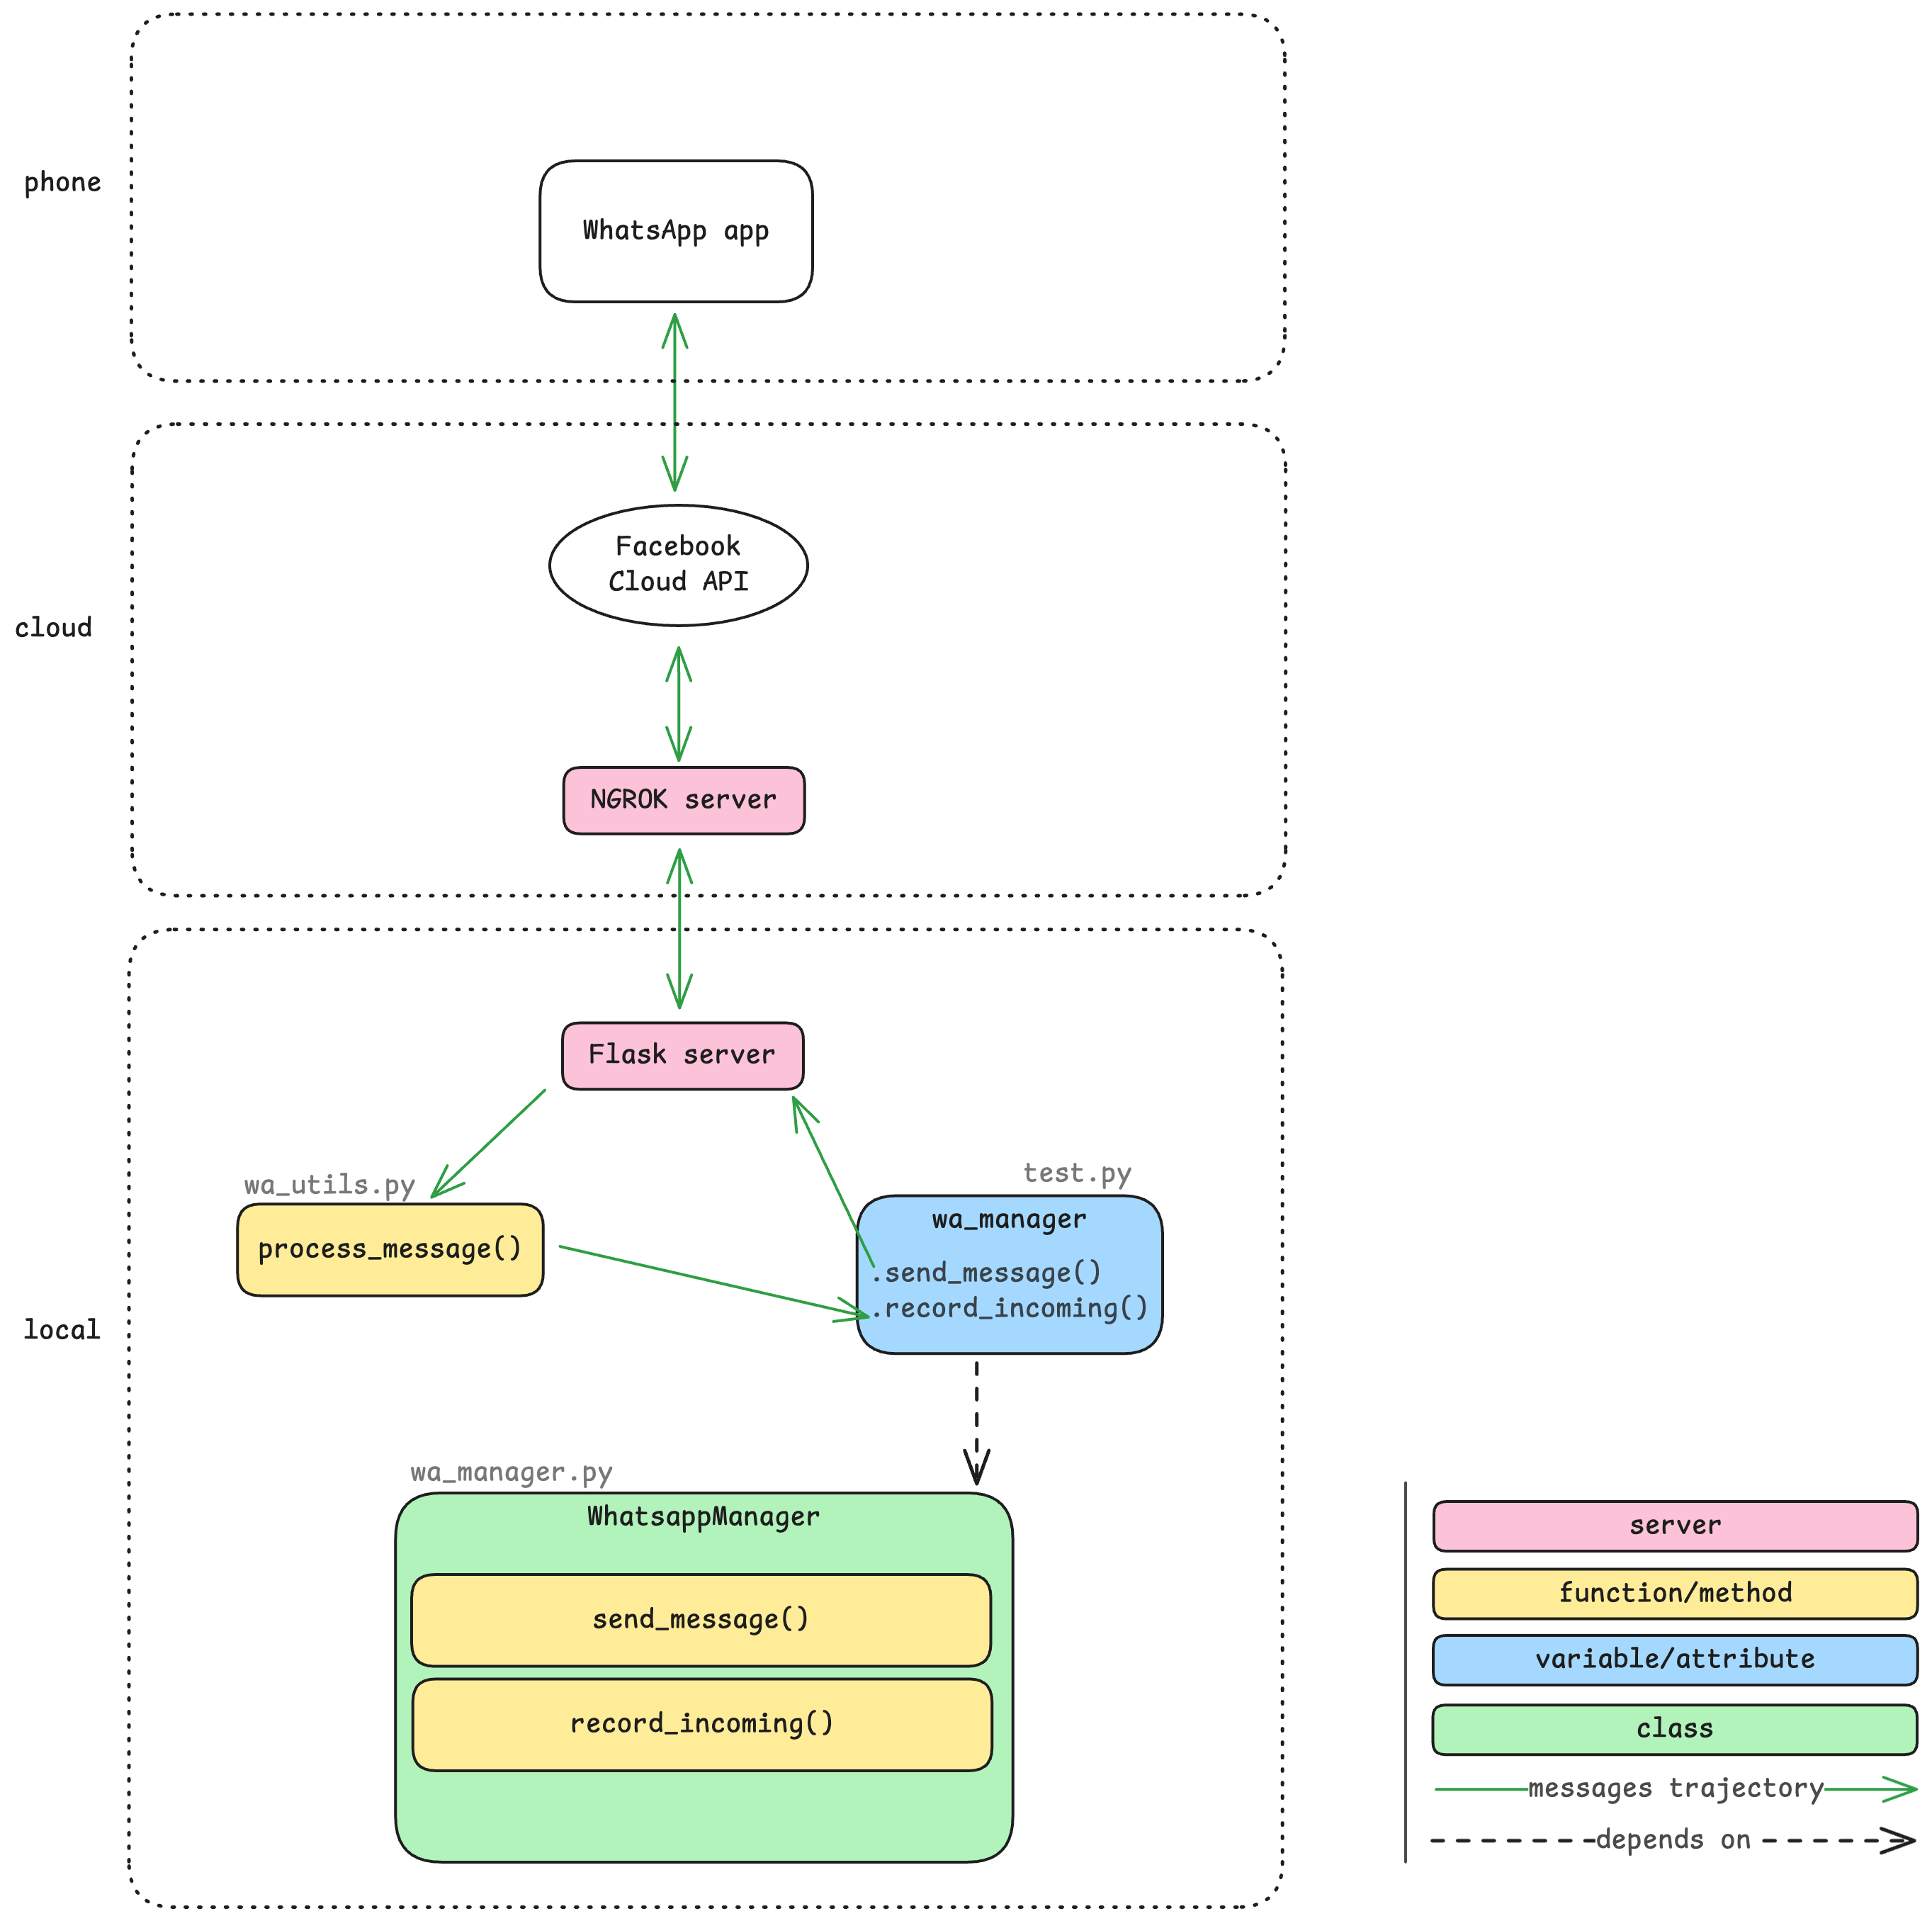 phone
WhatsApp app
cloud
Facebook
Cloud API
NGROK server
local
Flask server
wa_utils.py
process_message()
test.py
wa_manager
.send_message()
.record_incoming()
wa_manager.py
WhatsappManager
send_message()
record_incoming()
server
function/method
variable/attribute
class
messages trajectory
depends on